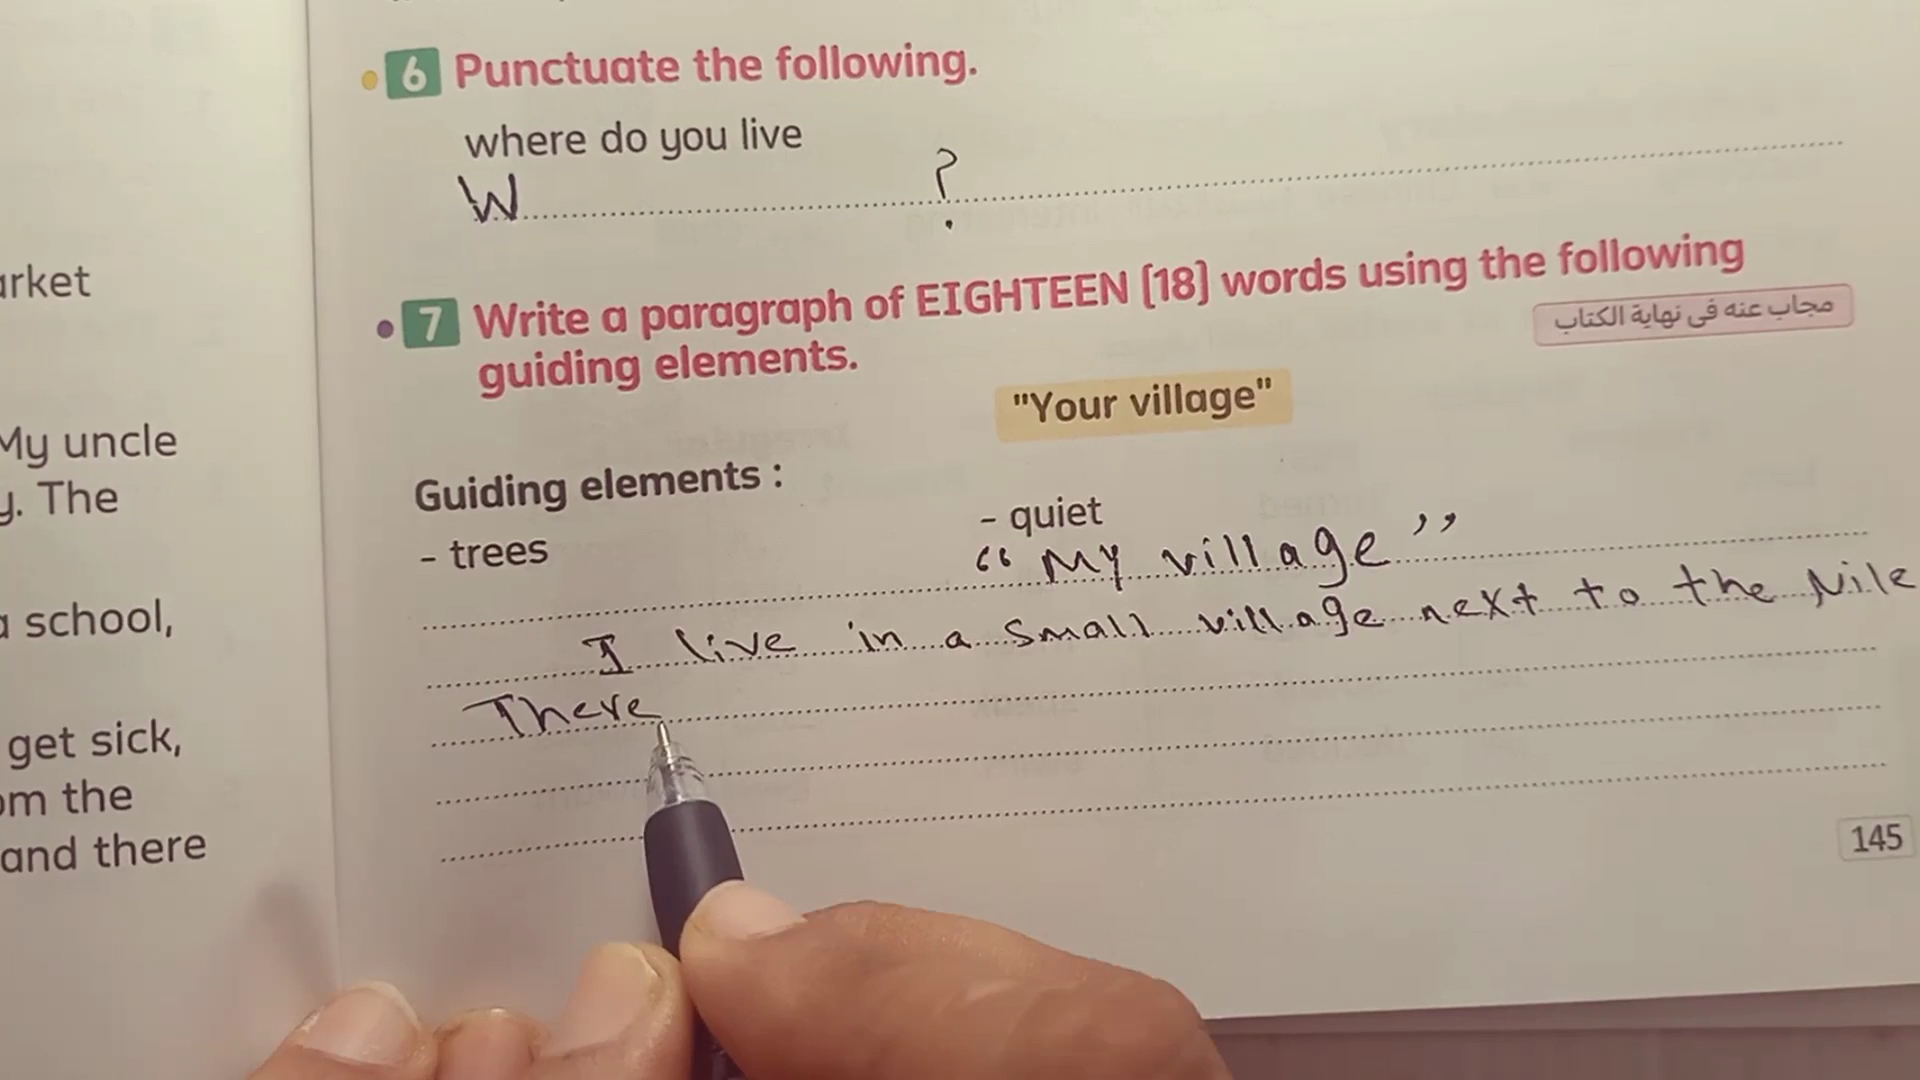 arket
My uncle
y. The
a school,
get sick,
om the
and there
6 Punctuate the following.
where do you live
W ?
7 Write a paragraph of EIGHTEEN [18] words using the following
guiding elements.
مجاب عنه فى نهاية الكتاب
"Your village"
Guiding elements :
- trees - quiet
“ My village ”
I live in a small village next to the Nile
There
145